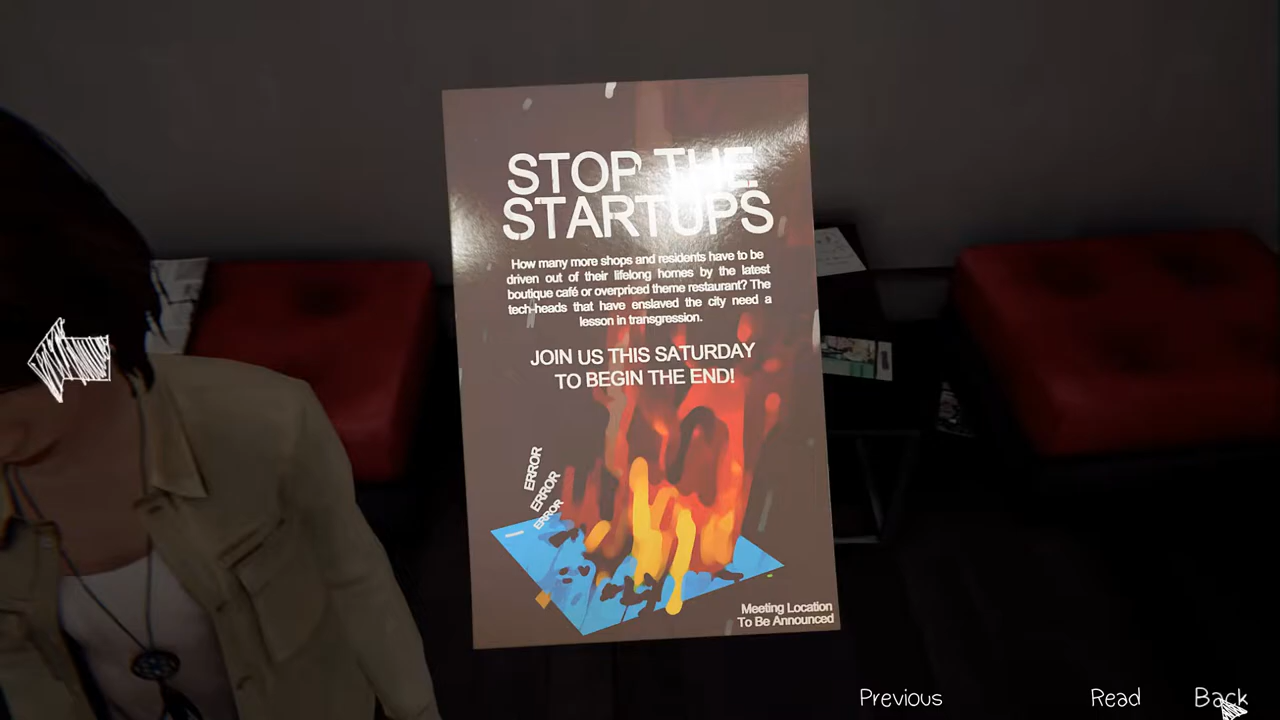 STOP THE
STARTUPS
How many more shops and residents have to be
driven out of their lifelong homes by the latest
boutique café or overpriced theme restaurant? The
tech-heads that have enslaved the city need a
lesson in transgression.
JOIN US THIS SATURDAY
TO BEGIN THE END!
ERROR
ERROR
ERROR
Meeting Location
To Be Announced
Previous
Read
Back